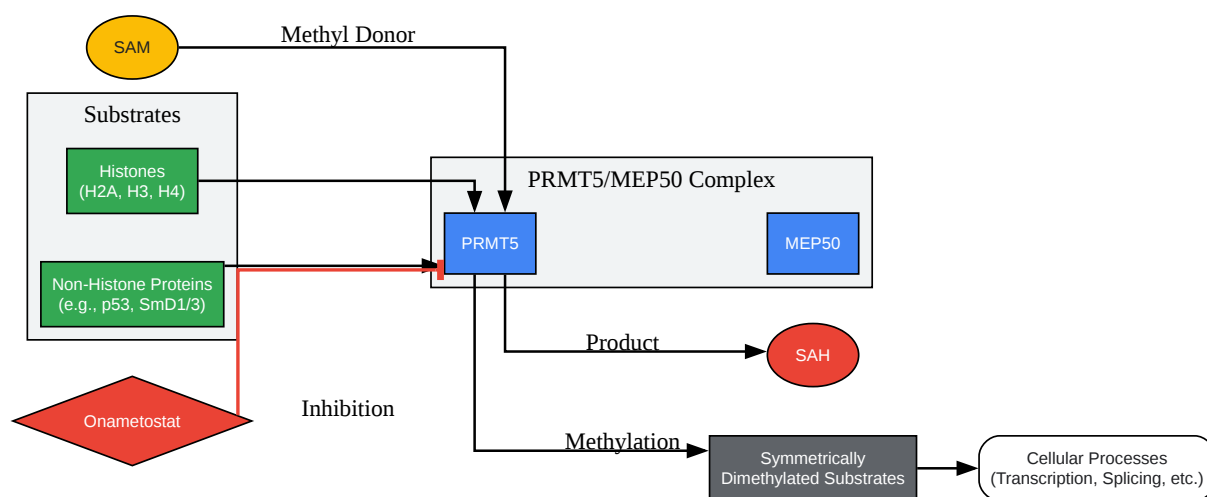 SAM
Methyl Donor
Substrates
Histones
(H2A, H3, H4)
PRMT5/MEP50 Complex
PRMT5
MEP50
Non-Histone Proteins
(e.g., p53, SmD1/3)
Product
SAH
Onametostat
Inhibition
Methylation
Symmetrically
Dimethylated Substrates
Cellular Processes
(Transcription, Splicing, etc.)